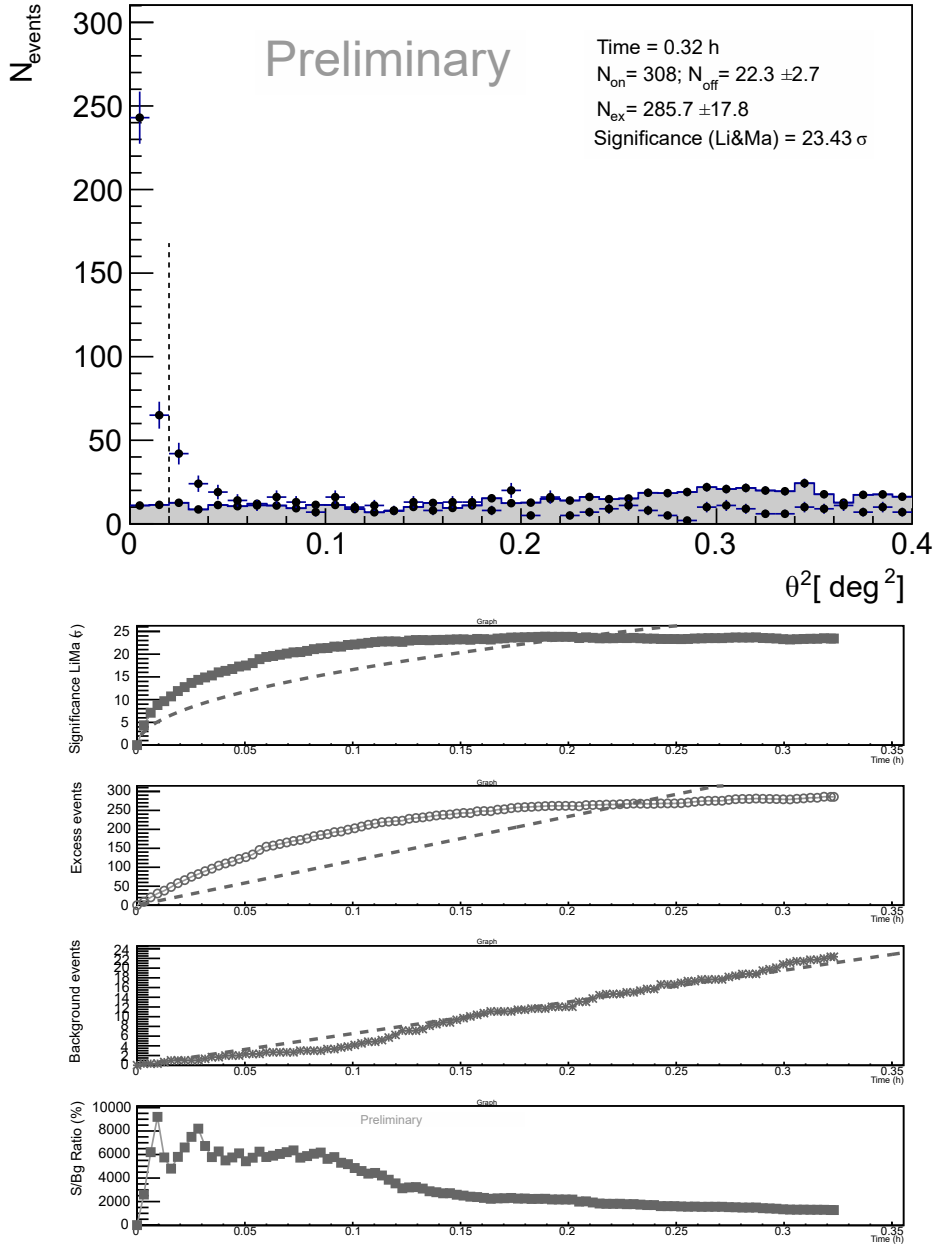 300
250
200
150
100
50
0
N events
Preliminary
Time = 0.32 h
N on = 308; N off = 22.3 ±2.7
N ex = 285.7 ±17.8
Significance (Li&Ma) = 23.43 σ
0 0.1 0.2 0.3 0.4
θ² [ deg² ]
Graph
Significance LiMa (σ)
25
20
15
10
5
0
0 0.05 0.1 0.15 0.2 0.25 0.3 0.35
Time (h)
Graph
Excess events
300
250
200
150
100
50
0
0 0.05 0.1 0.15 0.2 0.25 0.3 0.35
Time (h)
Graph
Background events
24
22
20
18
16
14
12
10
8
6
4
2
0
0 0.05 0.1 0.15 0.2 0.25 0.3 0.35
Time (h)
Graph
Preliminary
S/Bg Ratio (%)
10000
8000
6000
4000
2000
0
0 0.05 0.1 0.15 0.2 0.25 0.3 0.35
Time (h)